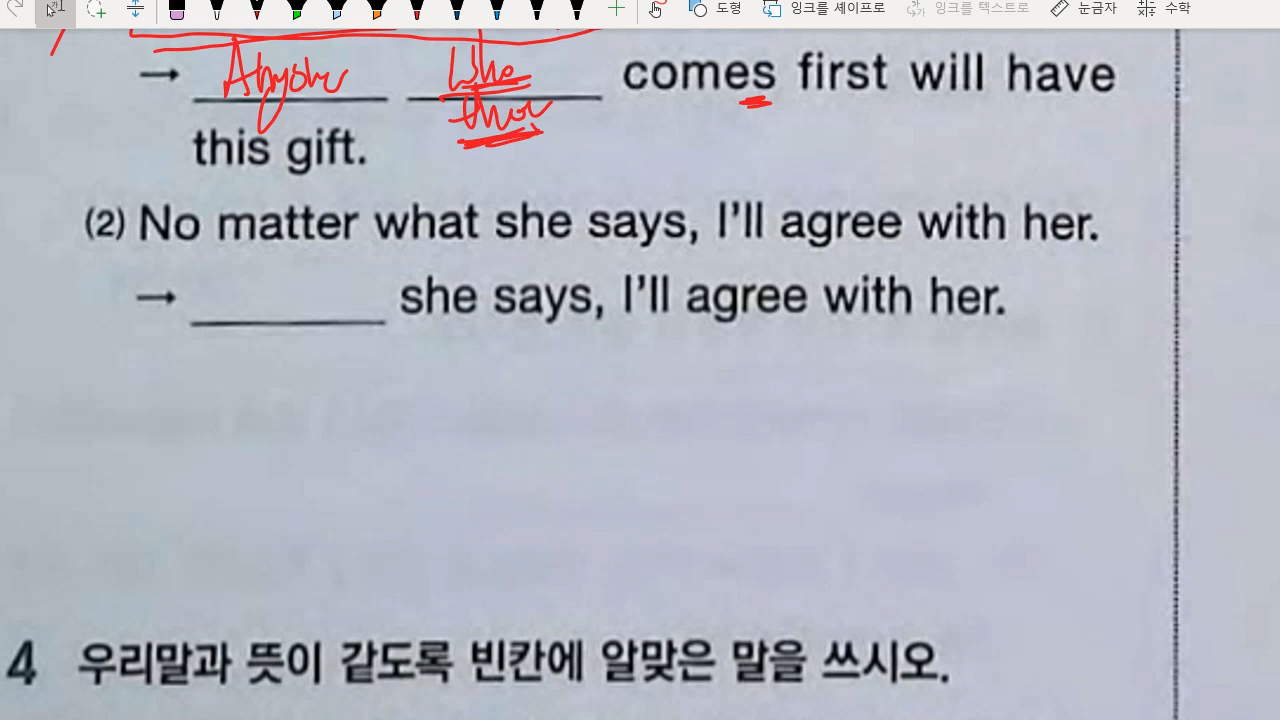 도형 잉크를 셰이프로 잉크를 텍스트로 눈금자 수학
→ Anyone who comes first will have
that
this gift.
(2) No matter what she says, I'll agree with her.
→ ________ she says, I'll agree with her.
4 우리말과 뜻이 같도록 빈칸에 알맞은 말을 쓰시오.